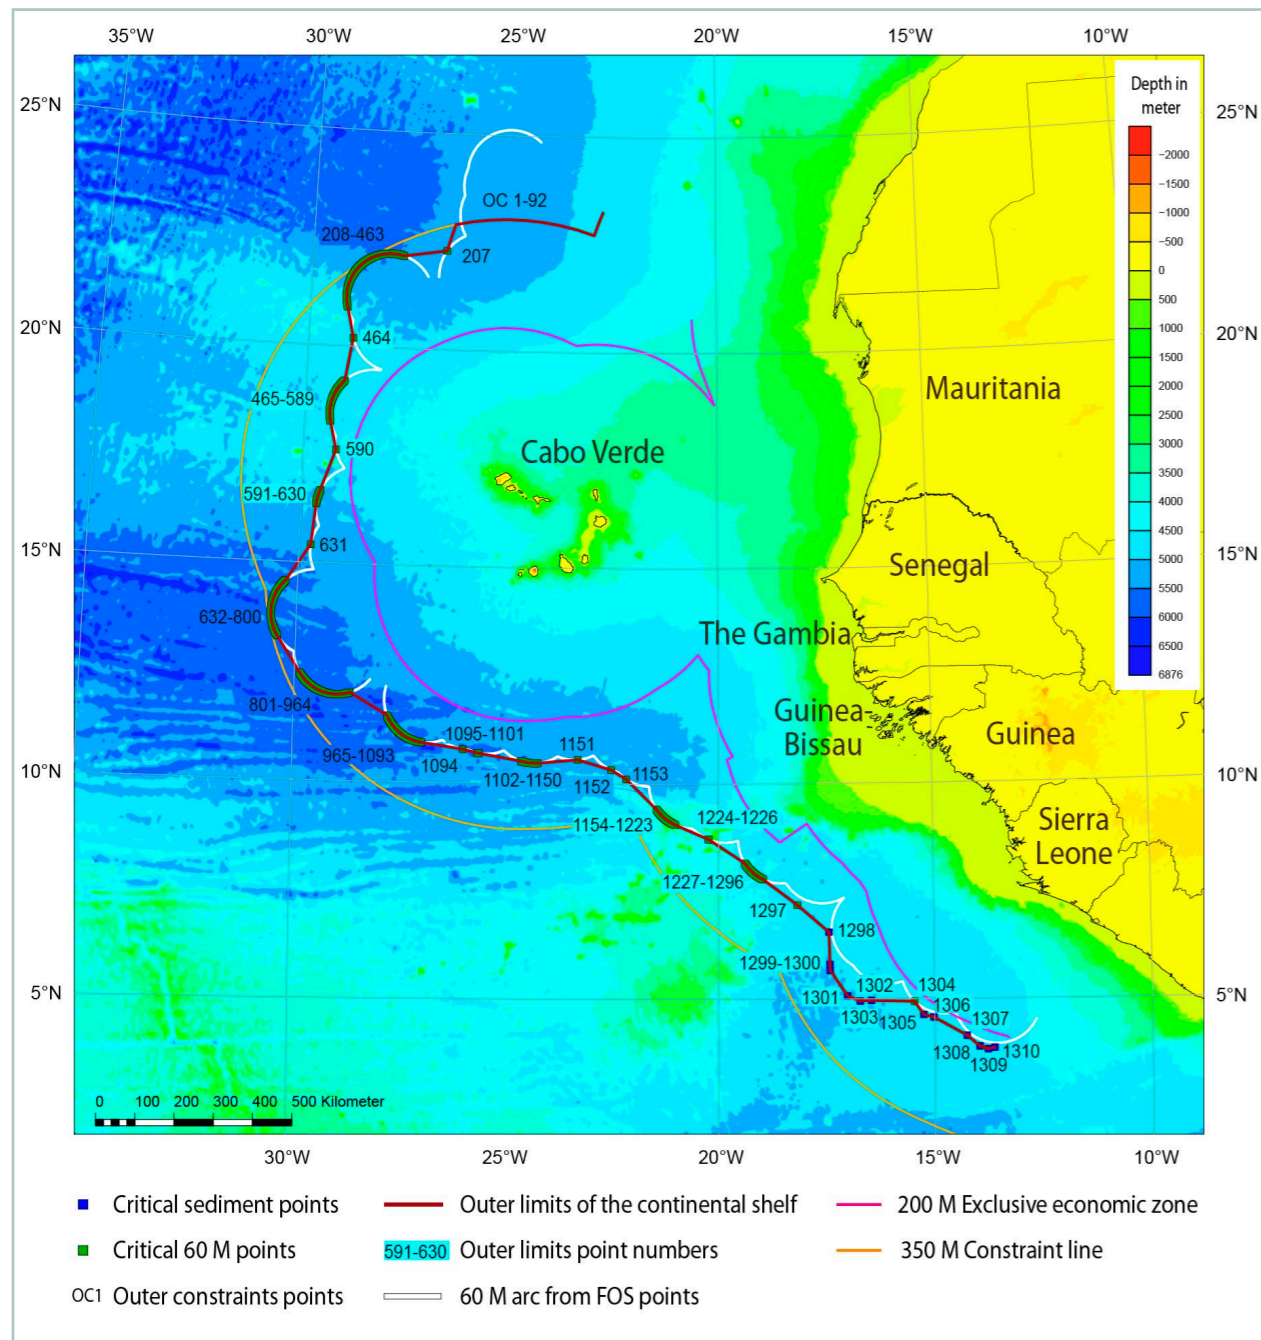 35°W 30°W 25°W 20°W 15°W 10°W
25°N
25°N
Depth in
meter
-2000
-1500
-1000
-500
0
500
1000
1500
2000
2500
3000
3500
4000
4500
5000
5500
6000
6500
6876
OC 1-92
208-463
207
20°N
20°N
464
Mauritania
465-589
590
Cabo Verde
591-630
631
15°N
15°N
Senegal
632-800
The Gambia
801-964
Guinea-
Bissau
Guinea
965-1093
1094
1095-1101
1102-1150
1151
1152
1153
10°N
10°N
1154-1223
1224-1226
Sierra
Leone
1227-1296
1297
1298
1299-1300
5°N
5°N
1301
1302
1303
1304
1305
1306
1307
1308
1309
1310
0 100 200 300 400 500 Kilometer
30°W 25°W 20°W 15°W 10°W
Critical sediment points
Outer limits of the continental shelf
200 M Exclusive economic zone
Critical 60 M points
591-630 Outer limits point numbers
350 M Constraint line
OC1 Outer constraints points
60 M arc from FOS points